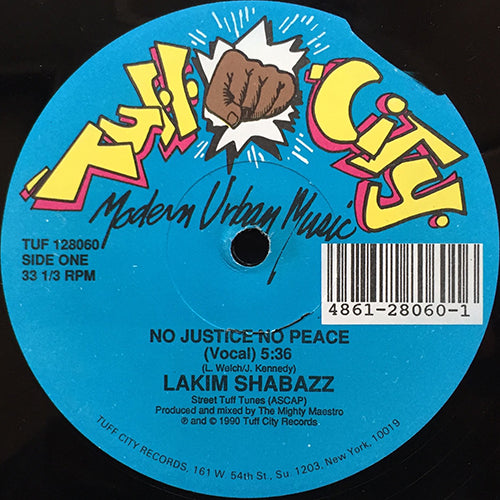 Tuff City
Modern Urban Music
TUF 128060
SIDE ONE
33 1/3 RPM
4861-28060-1
NO JUSTICE NO PEACE
(Vocal) 5:36
(L. Welch/J. Kennedy)
LAKIM SHABAZZ
Street Tuff Tunes (ASCAP)
Produced and mixed by The Mighty Maestro
℗ and © 1990 Tuff City Records.
TUFF CITY RECORDS, 161 W. 54th St., Su. 1203, New York, 10019